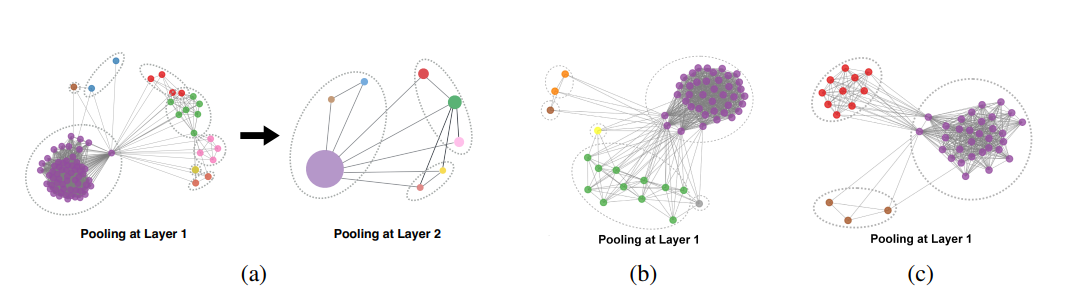 Pooling at Layer 1
Pooling at Layer 2
Pooling at Layer 1
Pooling at Layer 1
(a)
(b)
(c)